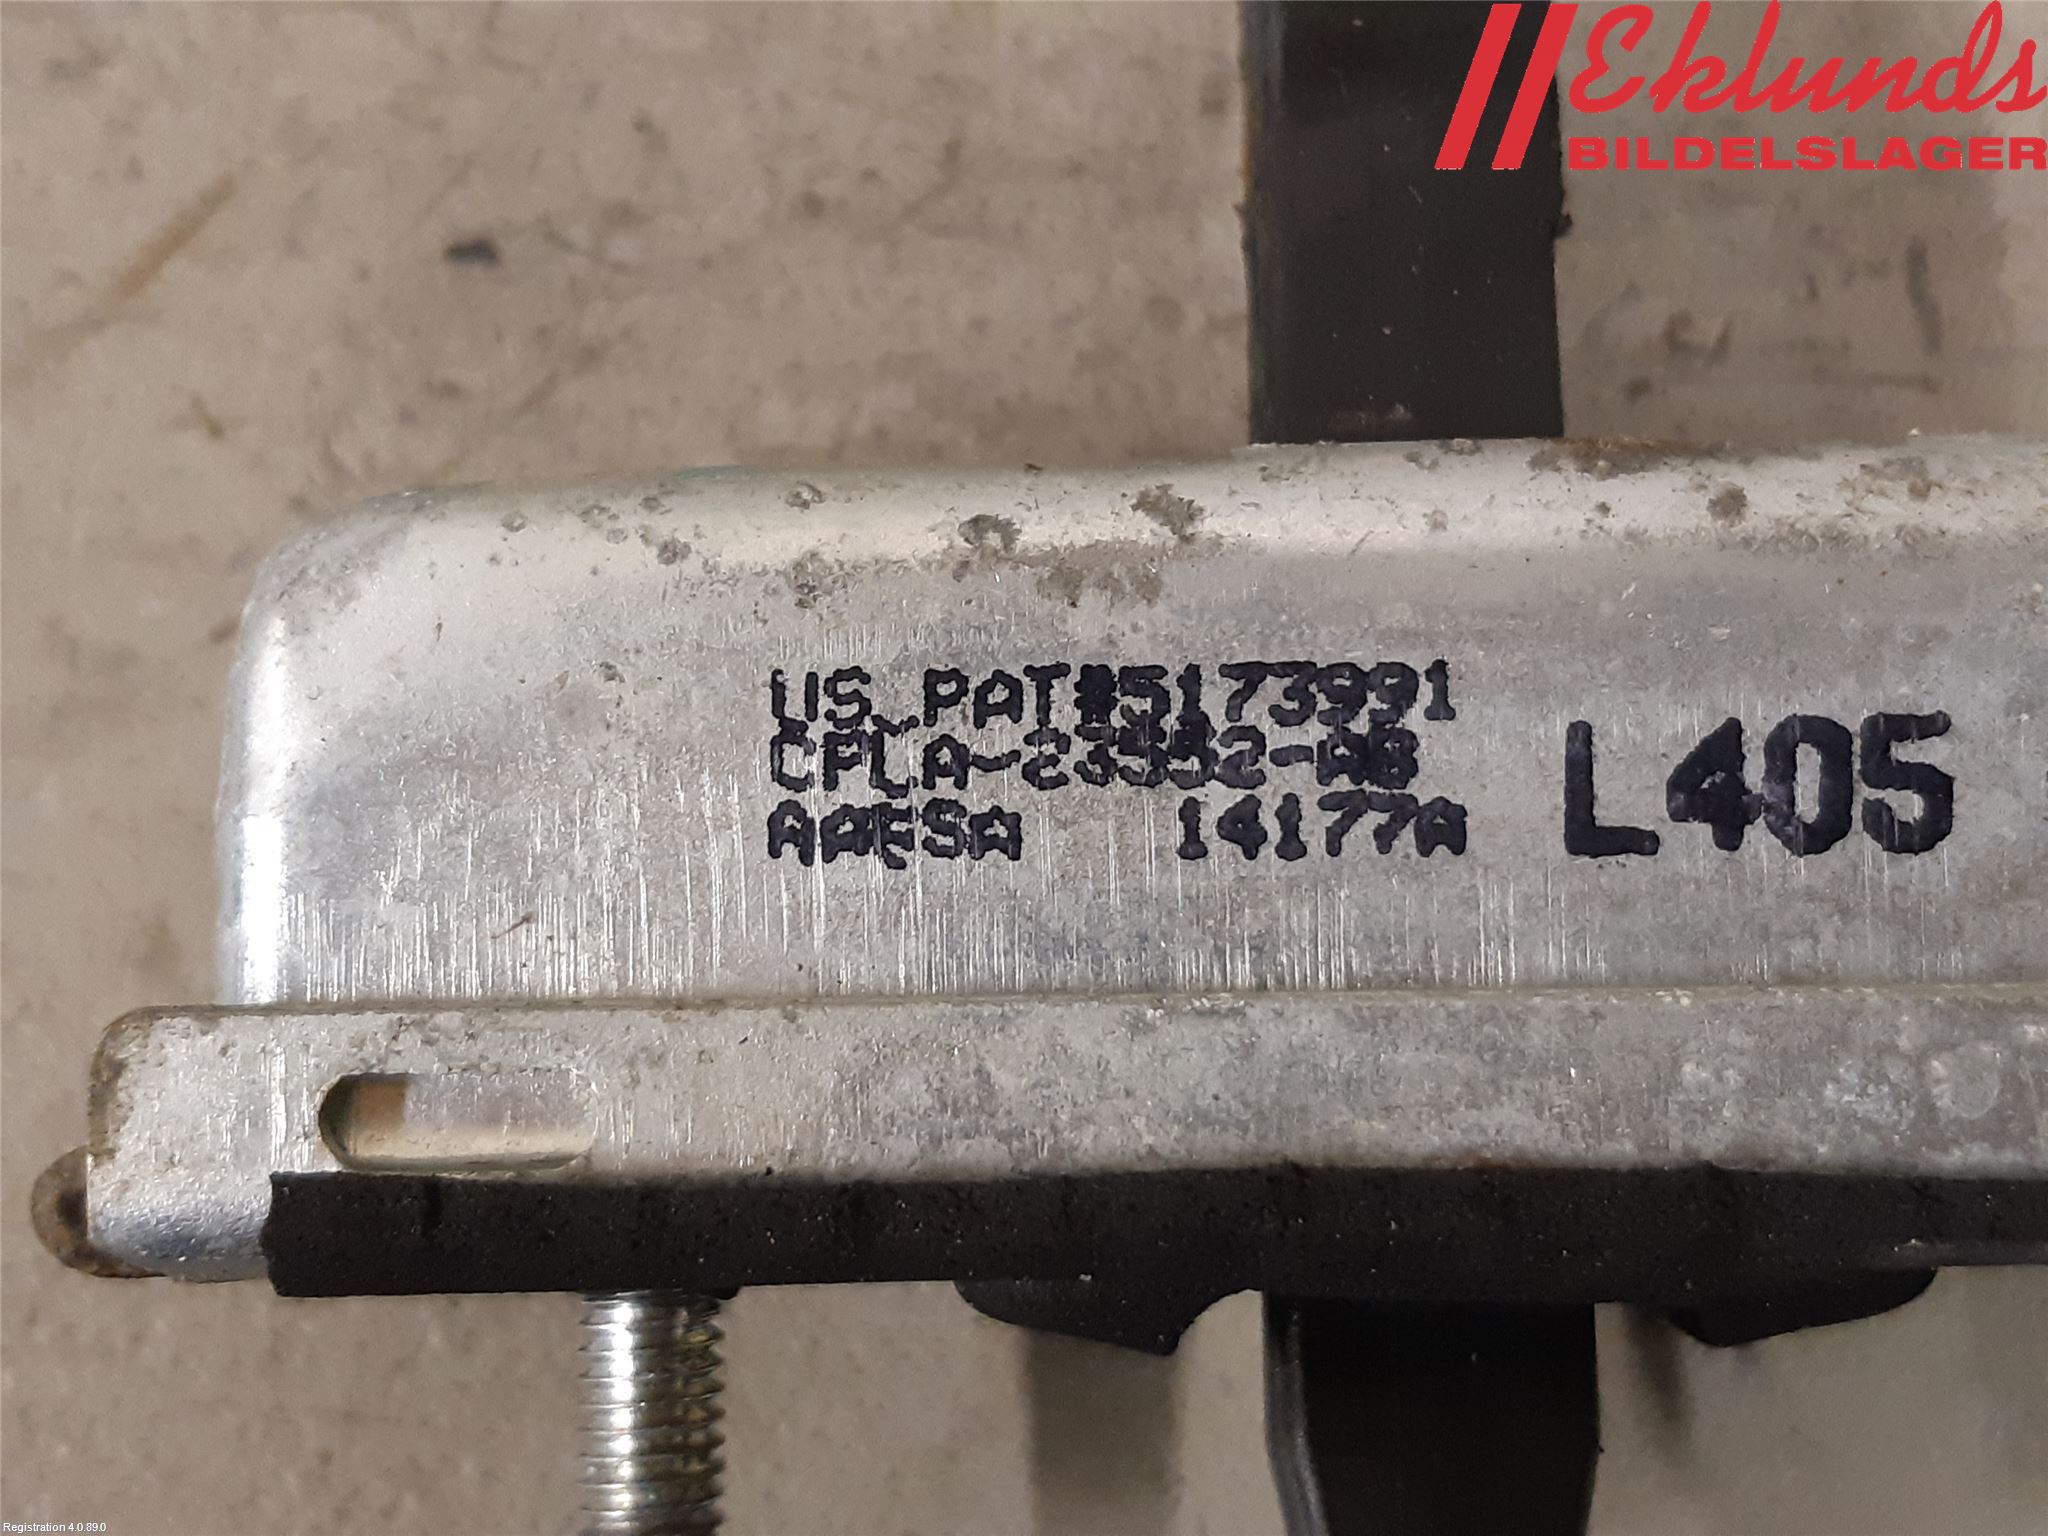 Eklunds
BILDELSLAGER
US PAT#5173991
CPLA-23552-AB
AAESA 14177A
L405
Registration 4.0.89.0